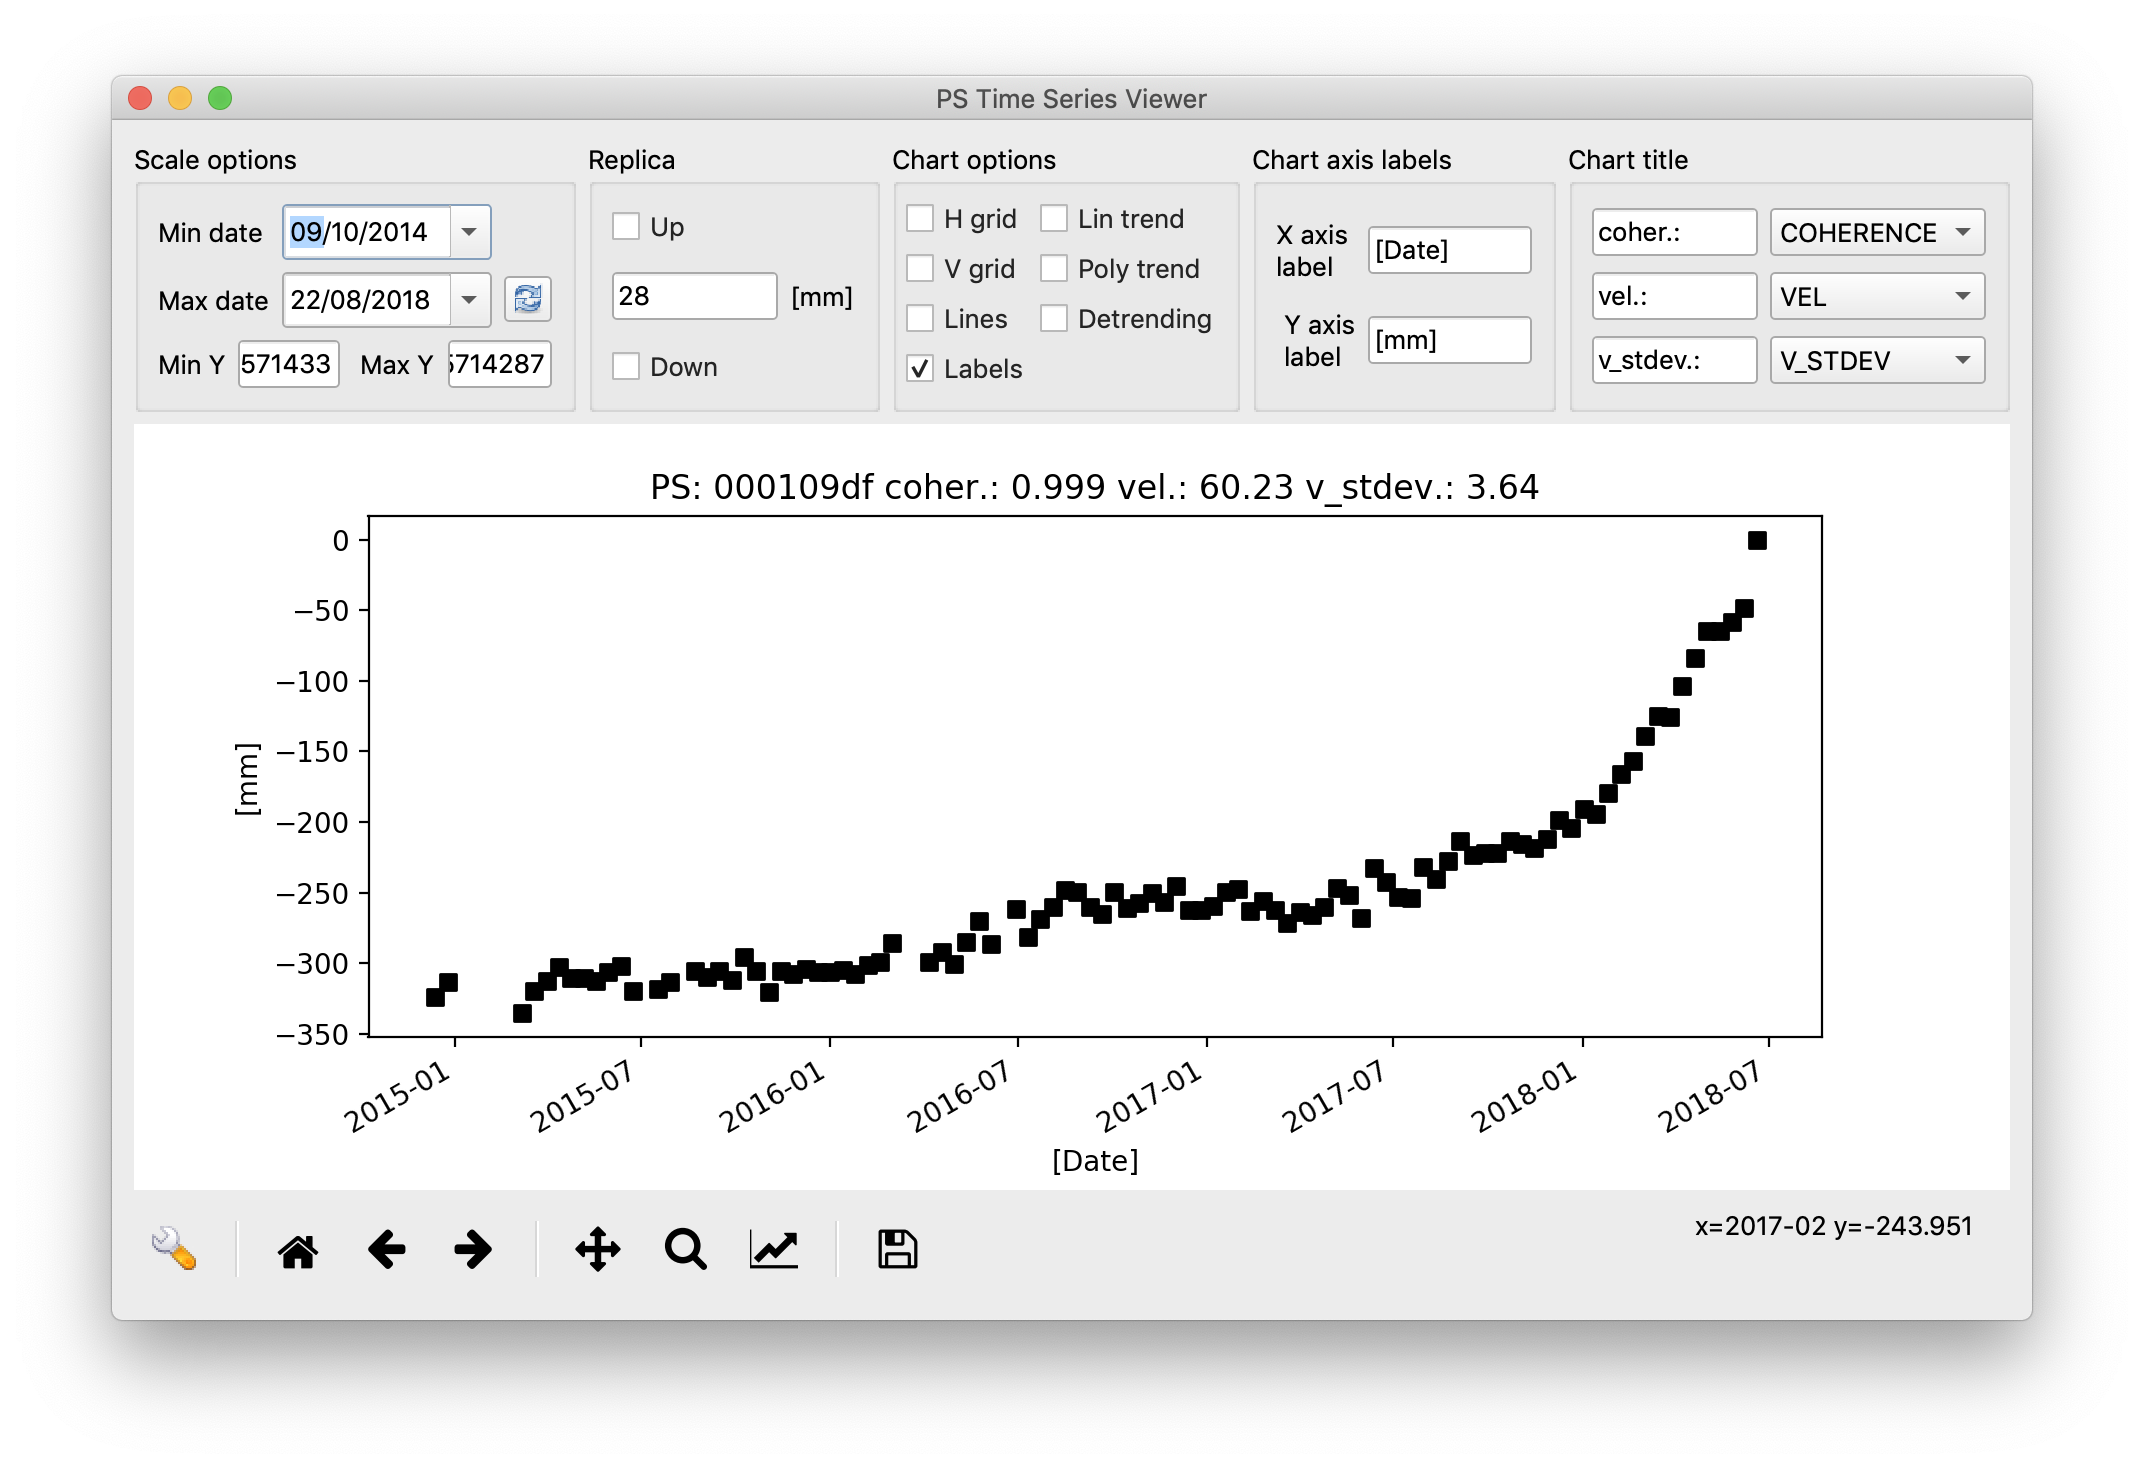 PS Time Series Viewer
Scale options
Min date 09/10/2014
Max date 22/08/2018
Min Y 571433 Max Y 5714287
Replica
Up
28 [mm]
Down
Chart options
H grid Lin trend
V grid Poly trend
Lines Detrending
Labels
Chart axis labels
X axis
label
[Date]
Y axis
label
[mm]
Chart title
coher.: COHERENCE
vel.: VEL
v_stdev.: V_STDEV
PS: 000109df coher.: 0.999 vel.: 60.23 v_stdev.: 3.64
0
−50
−100
−150
−200
−250
−300
−350
[mm]
2015-01 2015-07 2016-01 2016-07 2017-01 2017-07 2018-01 2018-07
[Date]
x=2017-02 y=-243.951